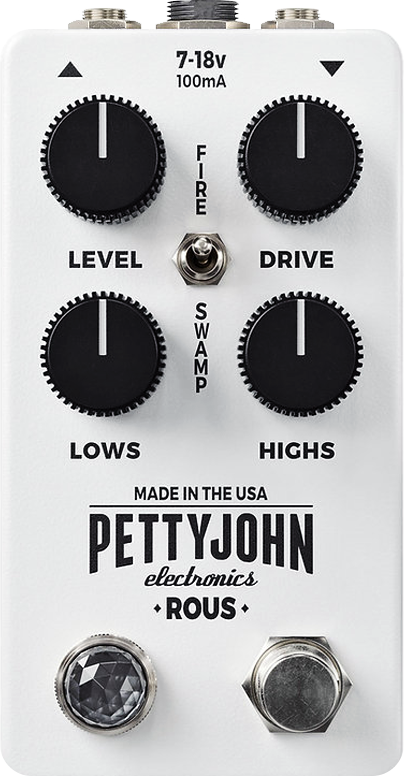 7-18v
100mA
FIRE
LEVEL
DRIVE
SWAMP
LOWS
HIGHS
MADE IN THE USA
PETTYJOHN
electronics
ROUS